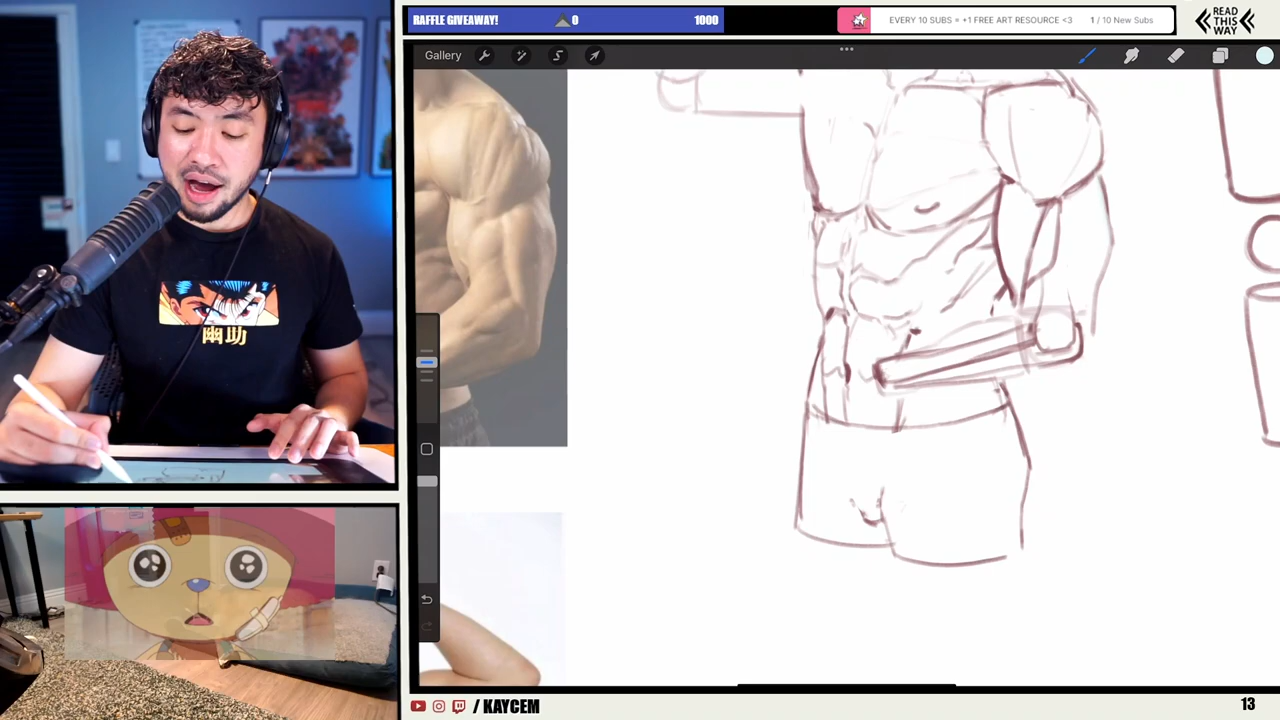 RAFFLE GIVEAWAY! 0 1000
EVERY 10 SUBS = +1 FREE ART RESOURCE <3 1 / 10 New Subs
READ
THIS
WAY
Gallery
幽助
/ KAYCEM
13